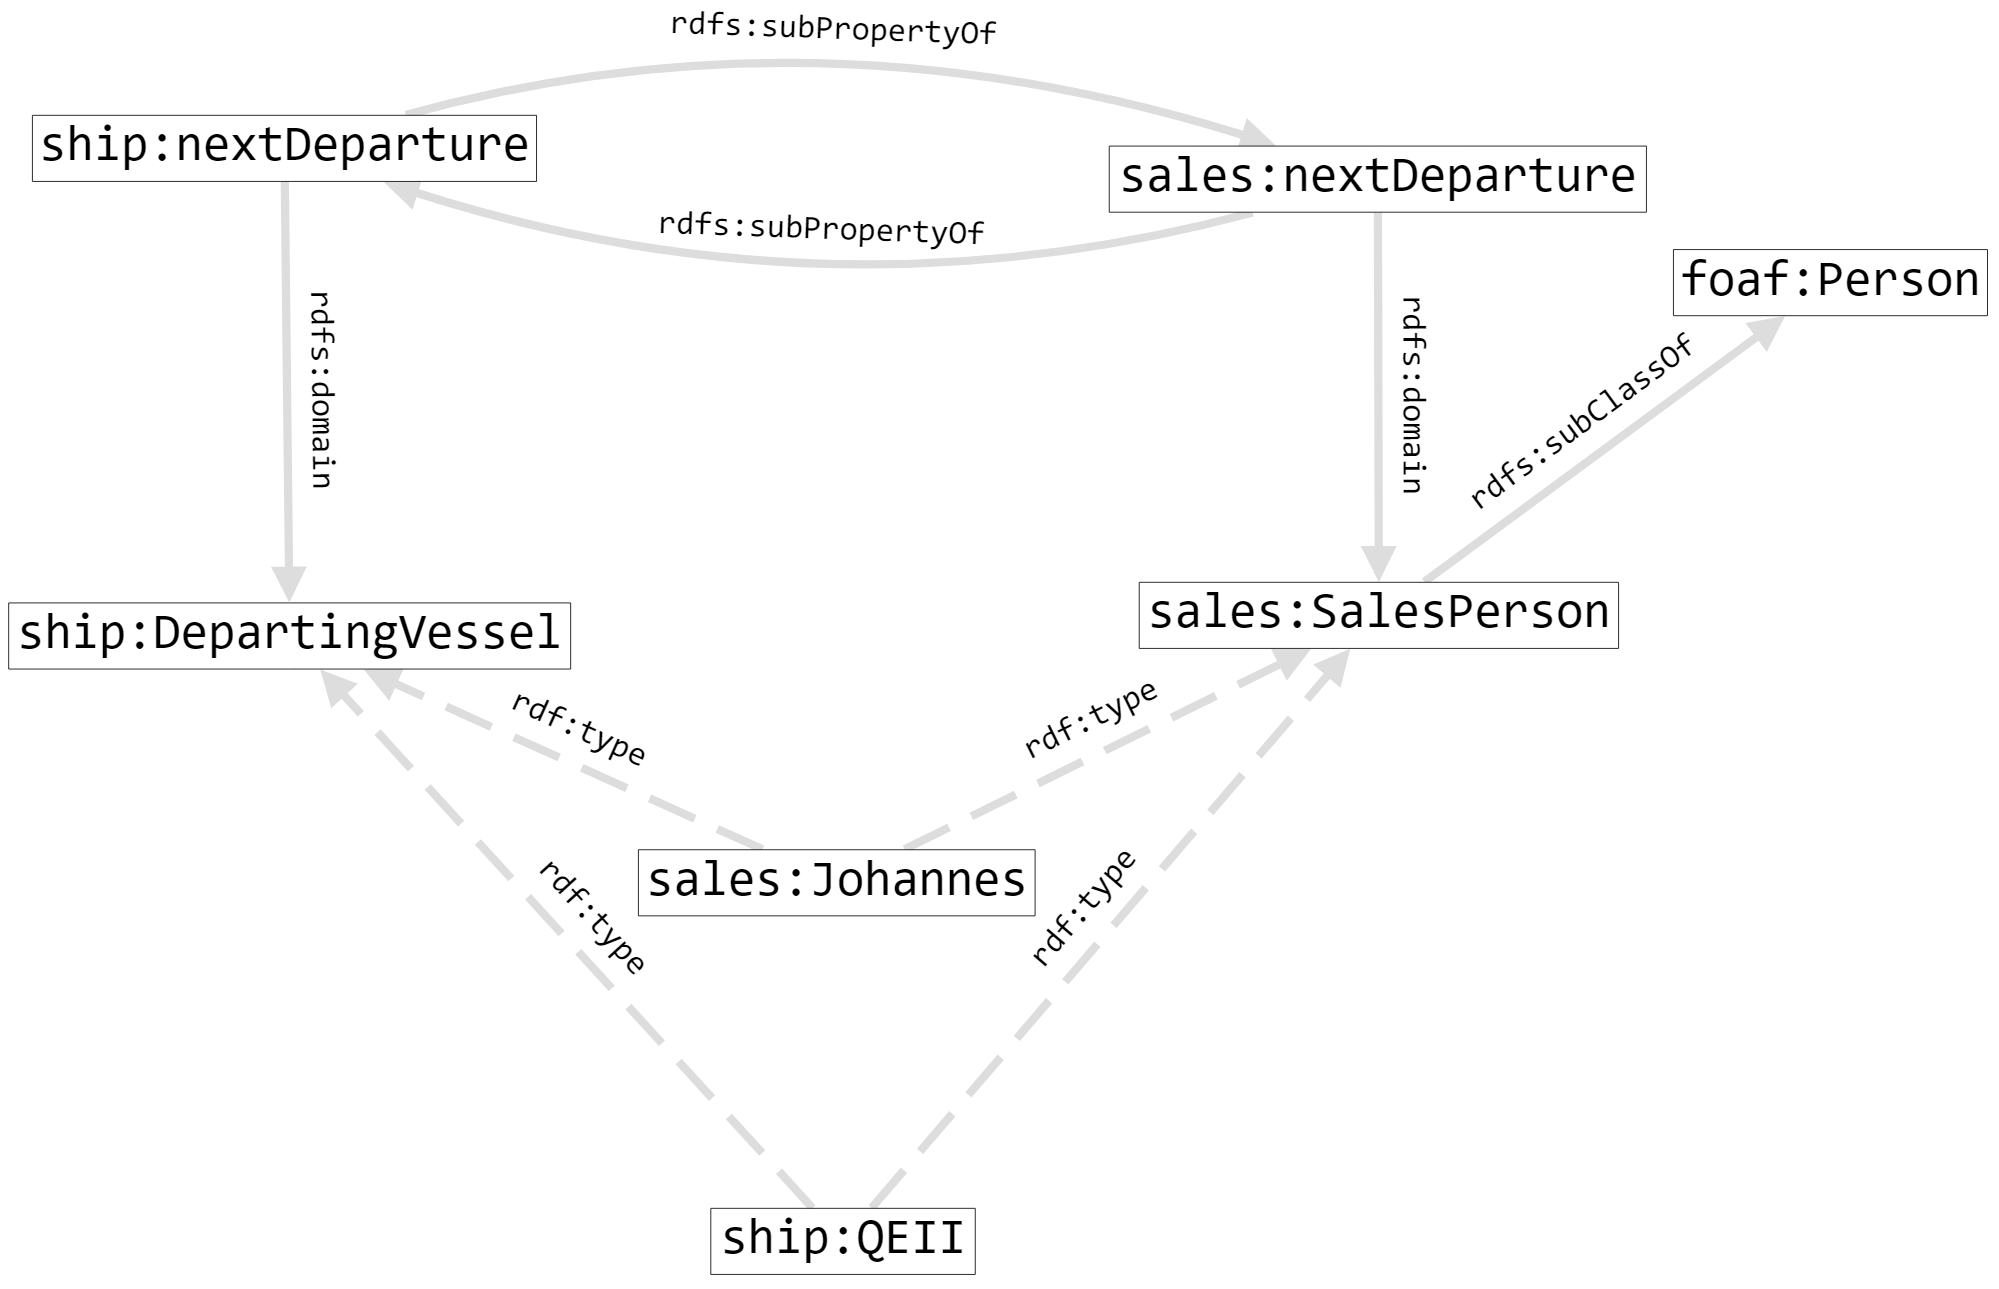 rdfs:subPropertyOf
ship:nextDeparture
sales:nextDeparture
rdfs:subPropertyOf
foaf:Person
rdfs:domain
rdfs:domain
rdfs:subClassOf
ship:DepartingVessel
sales:SalesPerson
rdf:type
rdf:type
sales:Johannes
rdf:type
rdf:type
ship:QEII